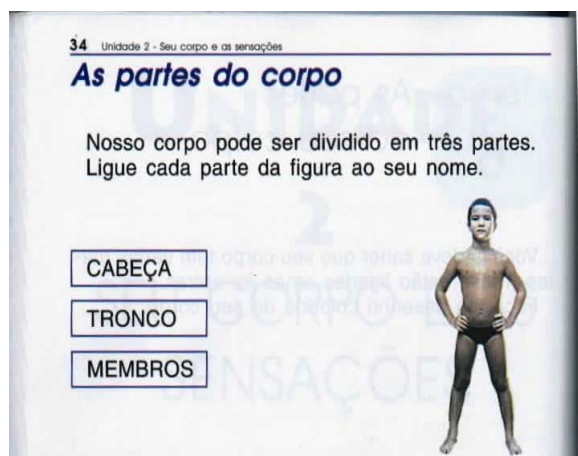 34 Unidade 2 - Seu corpo e as sensações
As partes do corpo
Nosso corpo pode ser dividido em três partes.
Ligue cada parte da figura ao seu nome.
CABEÇA
TRONCO
MEMBROS